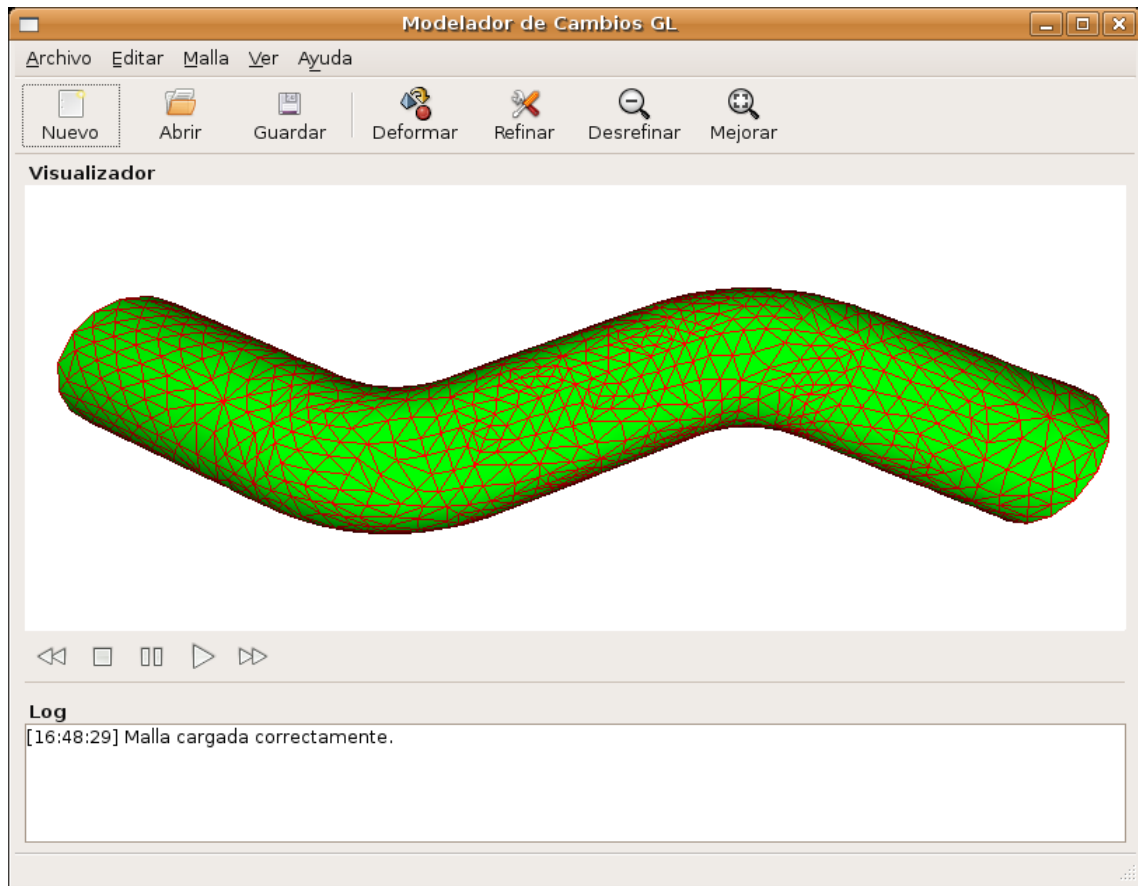 Modelador de Cambios GL
Archivo Editar Malla Ver Ayuda
Nuevo Abrir Guardar Deformar Refinar Desrefinar Mejorar
Visualizador
Log
[16:48:29] Malla cargada correctamente.